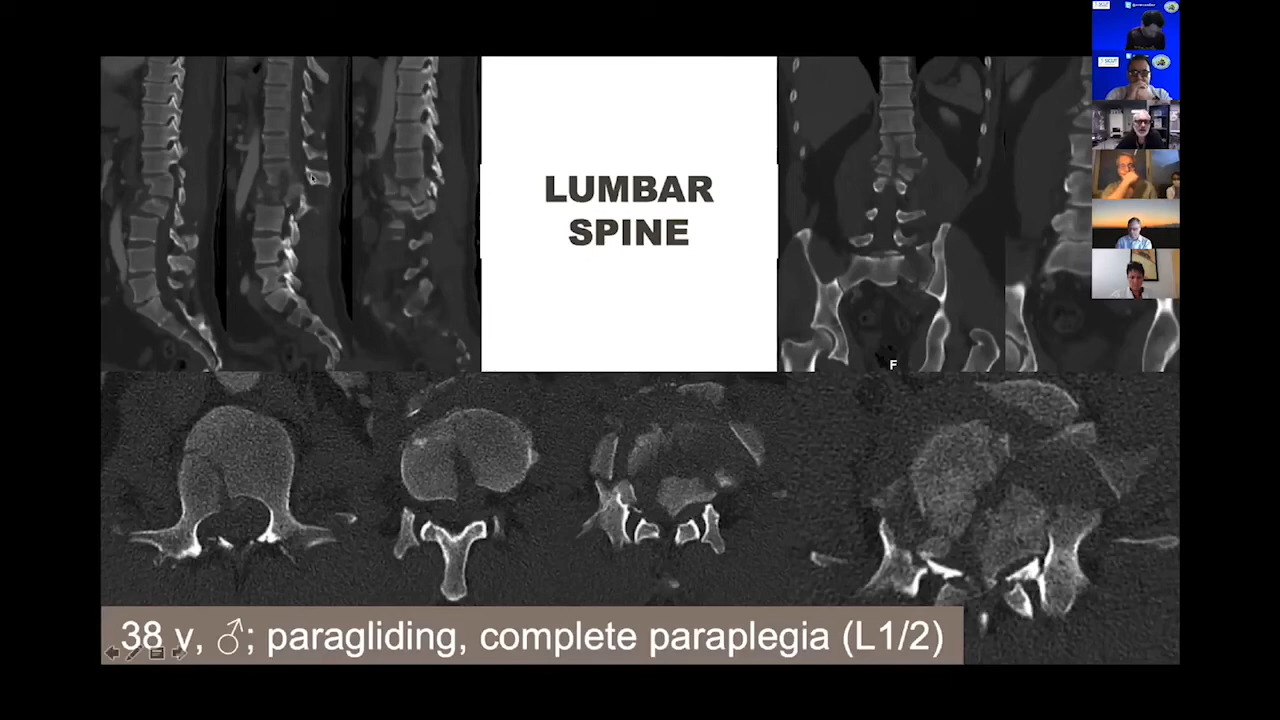 LUMBAR
SPINE
F
38 y, ♂; paragliding, complete paraplegia (L1/2)